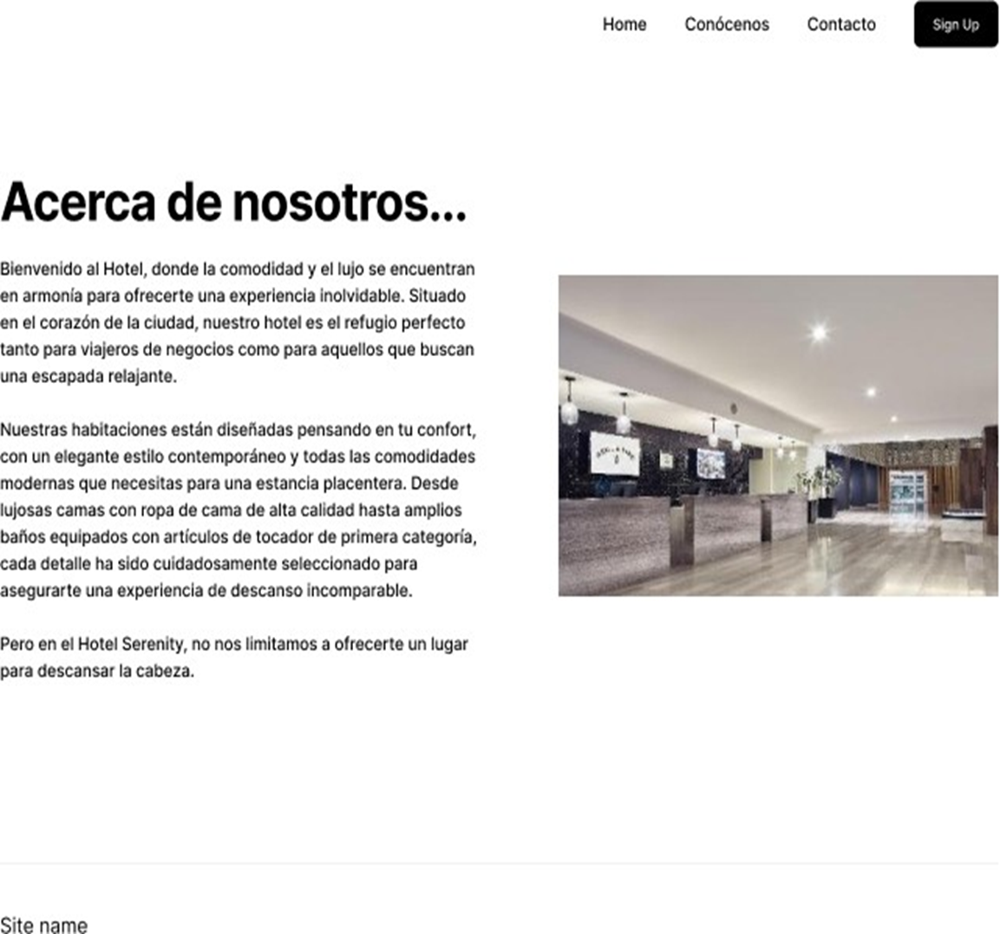 Home Conócenos Contacto Sign Up
Acerca de nosotros...
Bienvenido al Hotel, donde la comodidad y el lujo se encuentran
en armonía para ofrecerte una experiencia inolvidable. Situado
en el corazón de la ciudad, nuestro hotel es el refugio perfecto
tanto para viajeros de negocios como para aquellos que buscan
una escapada relajante.
Nuestras habitaciones están diseñadas pensando en tu confort,
con un elegante estilo contemporáneo y todas las comodidades
modernas que necesitas para una estancia placentera. Desde
lujosas camas con ropa de cama de alta calidad hasta amplios
baños equipados con artículos de tocador de primera categoría,
cada detalle ha sido cuidadosamente seleccionado para
asegurarte una experiencia de descanso incomparable.
Pero en el Hotel Serenity, no nos limitamos a ofrecerte un lugar
para descansar la cabeza.
Site name